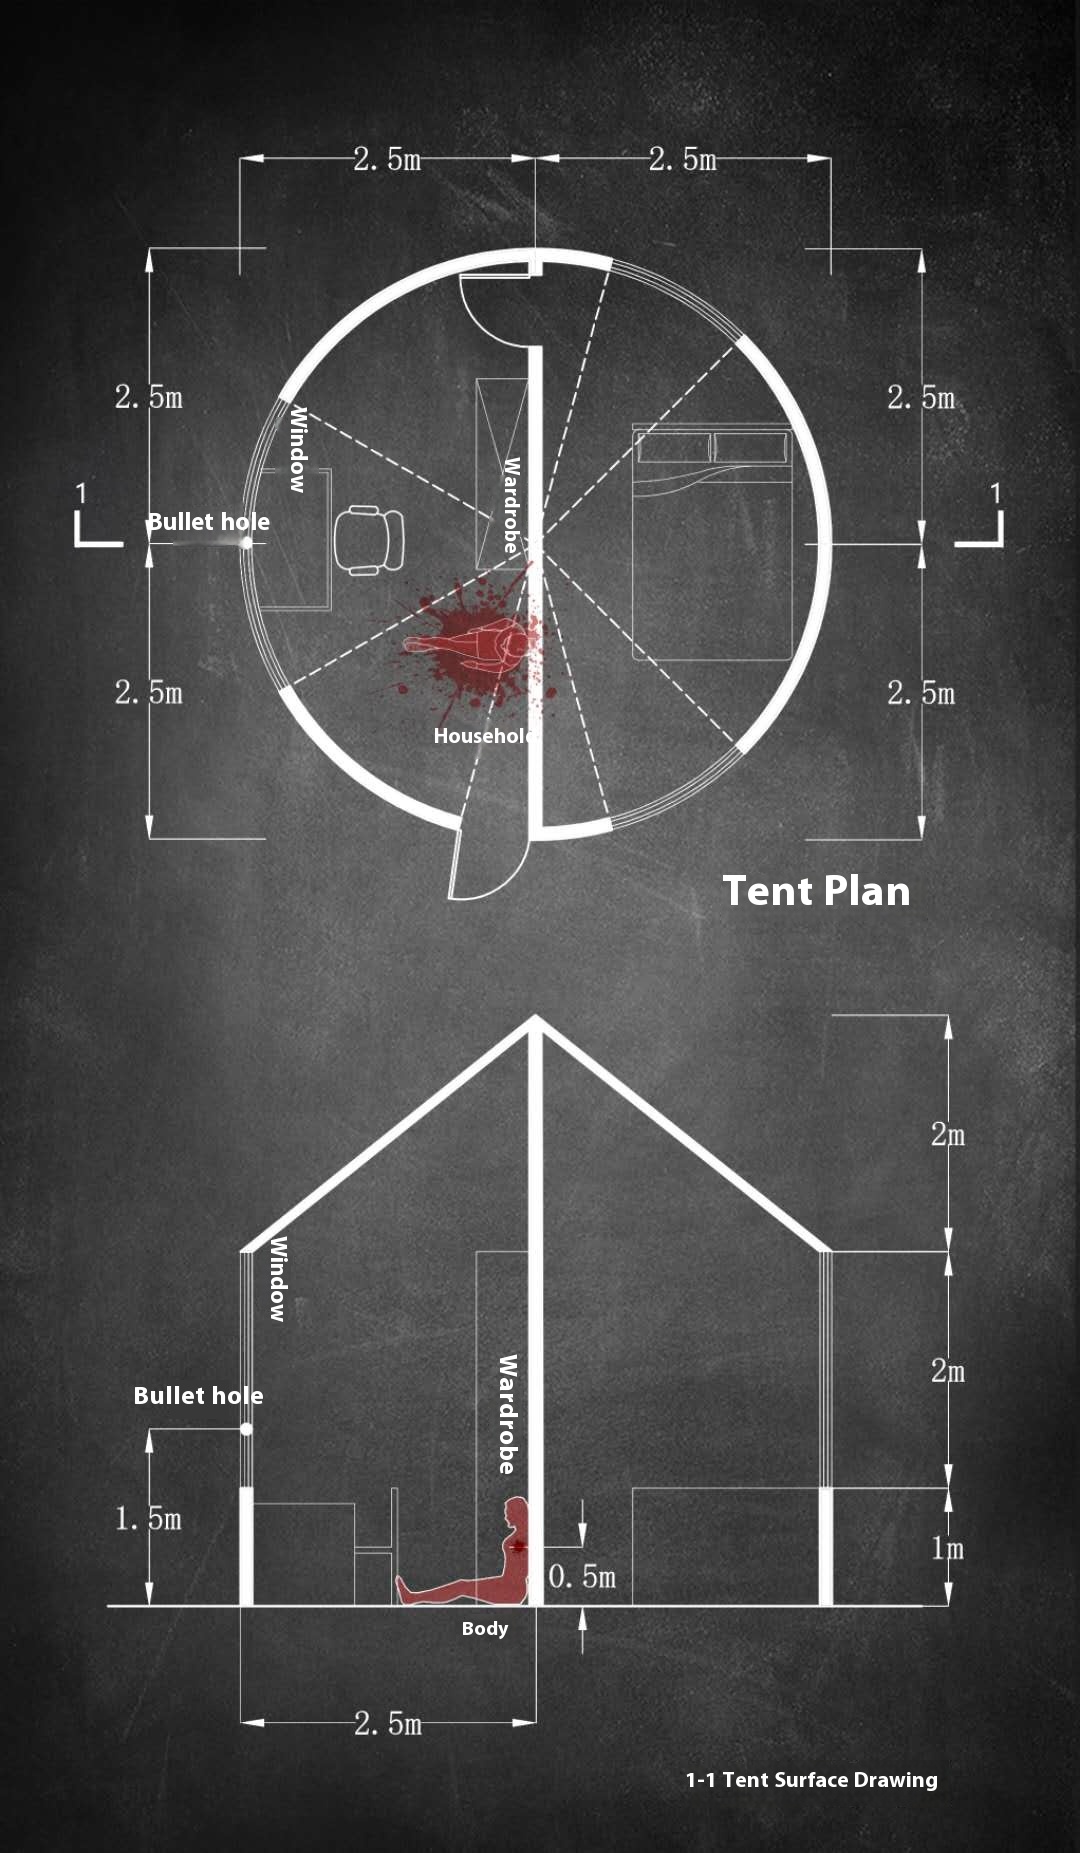 2.5m
2.5m
2.5m
2.5m
Window
Wardrobe
1
1
Bullet hole
2.5m
2.5m
Household
Tent Plan
2m
Window
Bullet hole
2m
Wardrobe
1.5m
1m
0.5m
Body
2.5m
1-1 Tent Surface Drawing